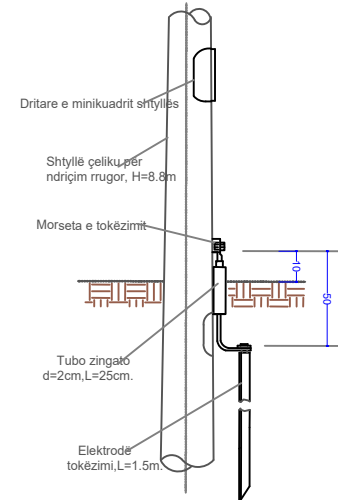 Dritare e minikuadrit shtyllës
Shtyllë çeliku për
ndriçim rrugor, H=8.8m
Morseta e tokëzimit
10
50
Tubo zingato
d=2cm,L=25cm.
Elektrodë
tokëzimi,L=1.5m.